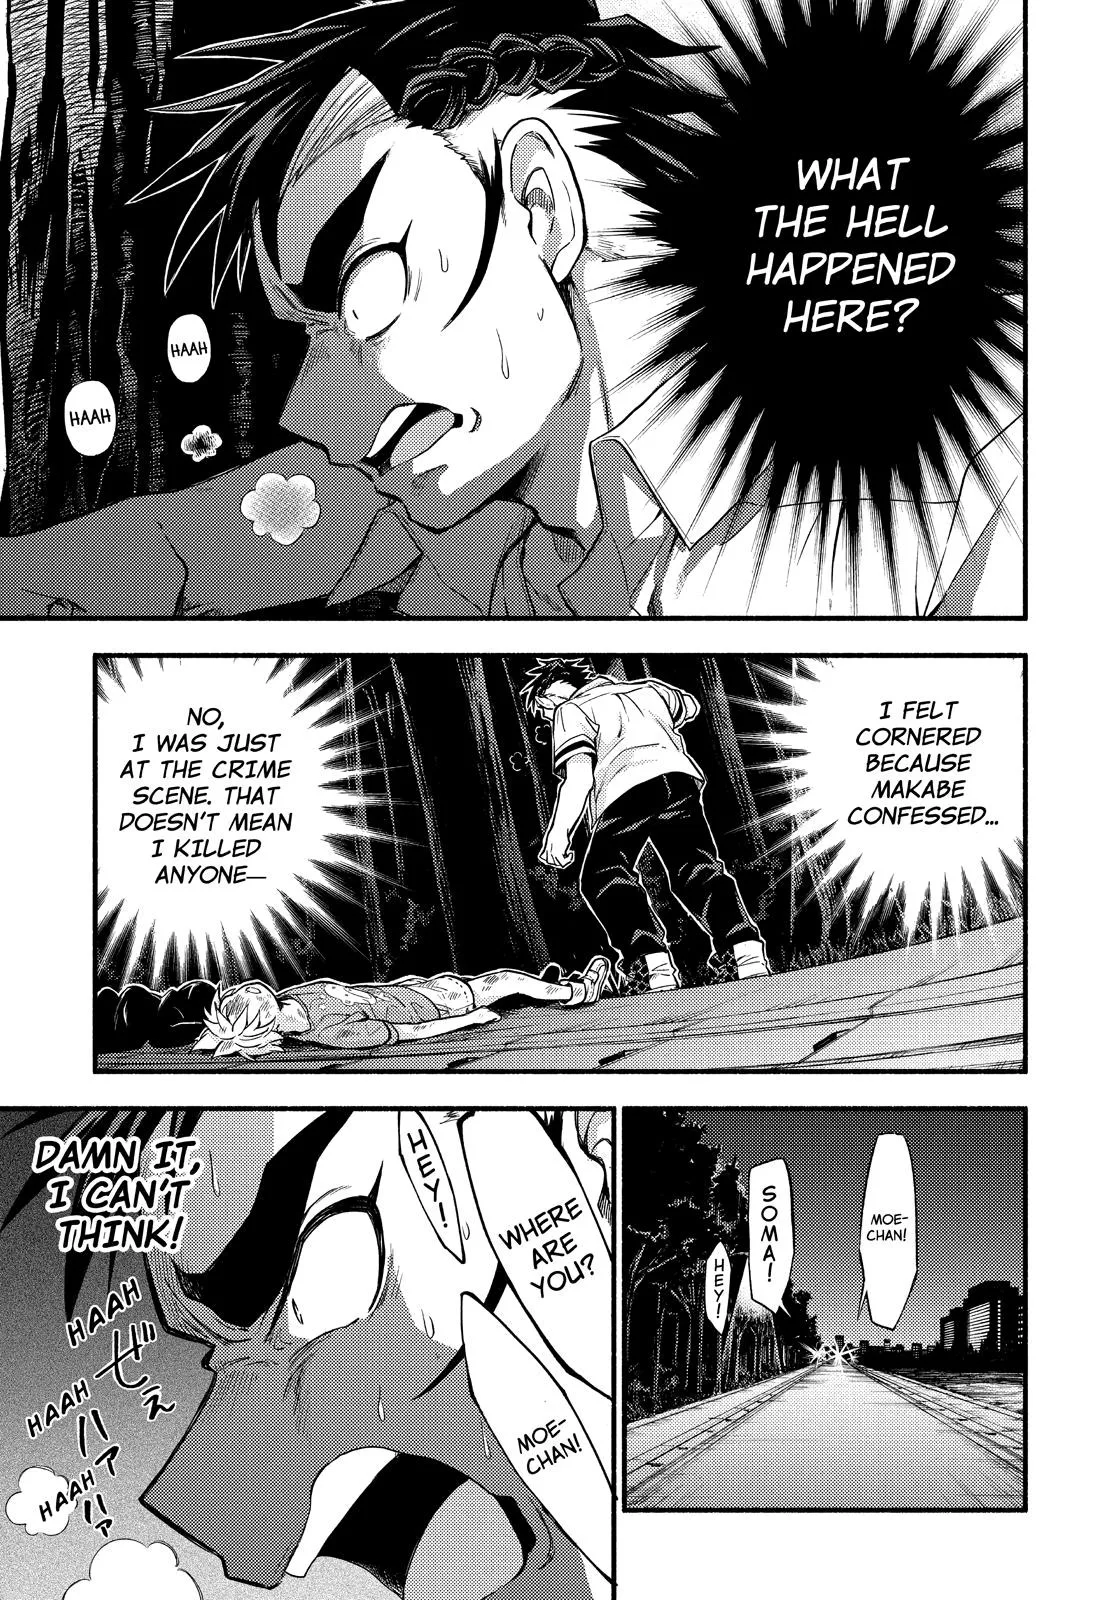 WHAT
THE HELL
HAPPENED
HERE?
HAAH
HAAH
I FELT
CORNERED
BECAUSE
MAKABE
CONFESSED...
NO,
I WAS JUST
AT THE CRIME
SCENE. THAT
DOESN'T MEAN
I KILLED
ANYONE—
MOE-
CHAN!
SOMA!
HEY!
HEY!
WHERE
ARE
YOU?
MOE-
CHAN!
DAMN IT,
I CAN'T
THINK!
HAAH
ぜぇ
HAAH
ハァ
HAAH
ハァ